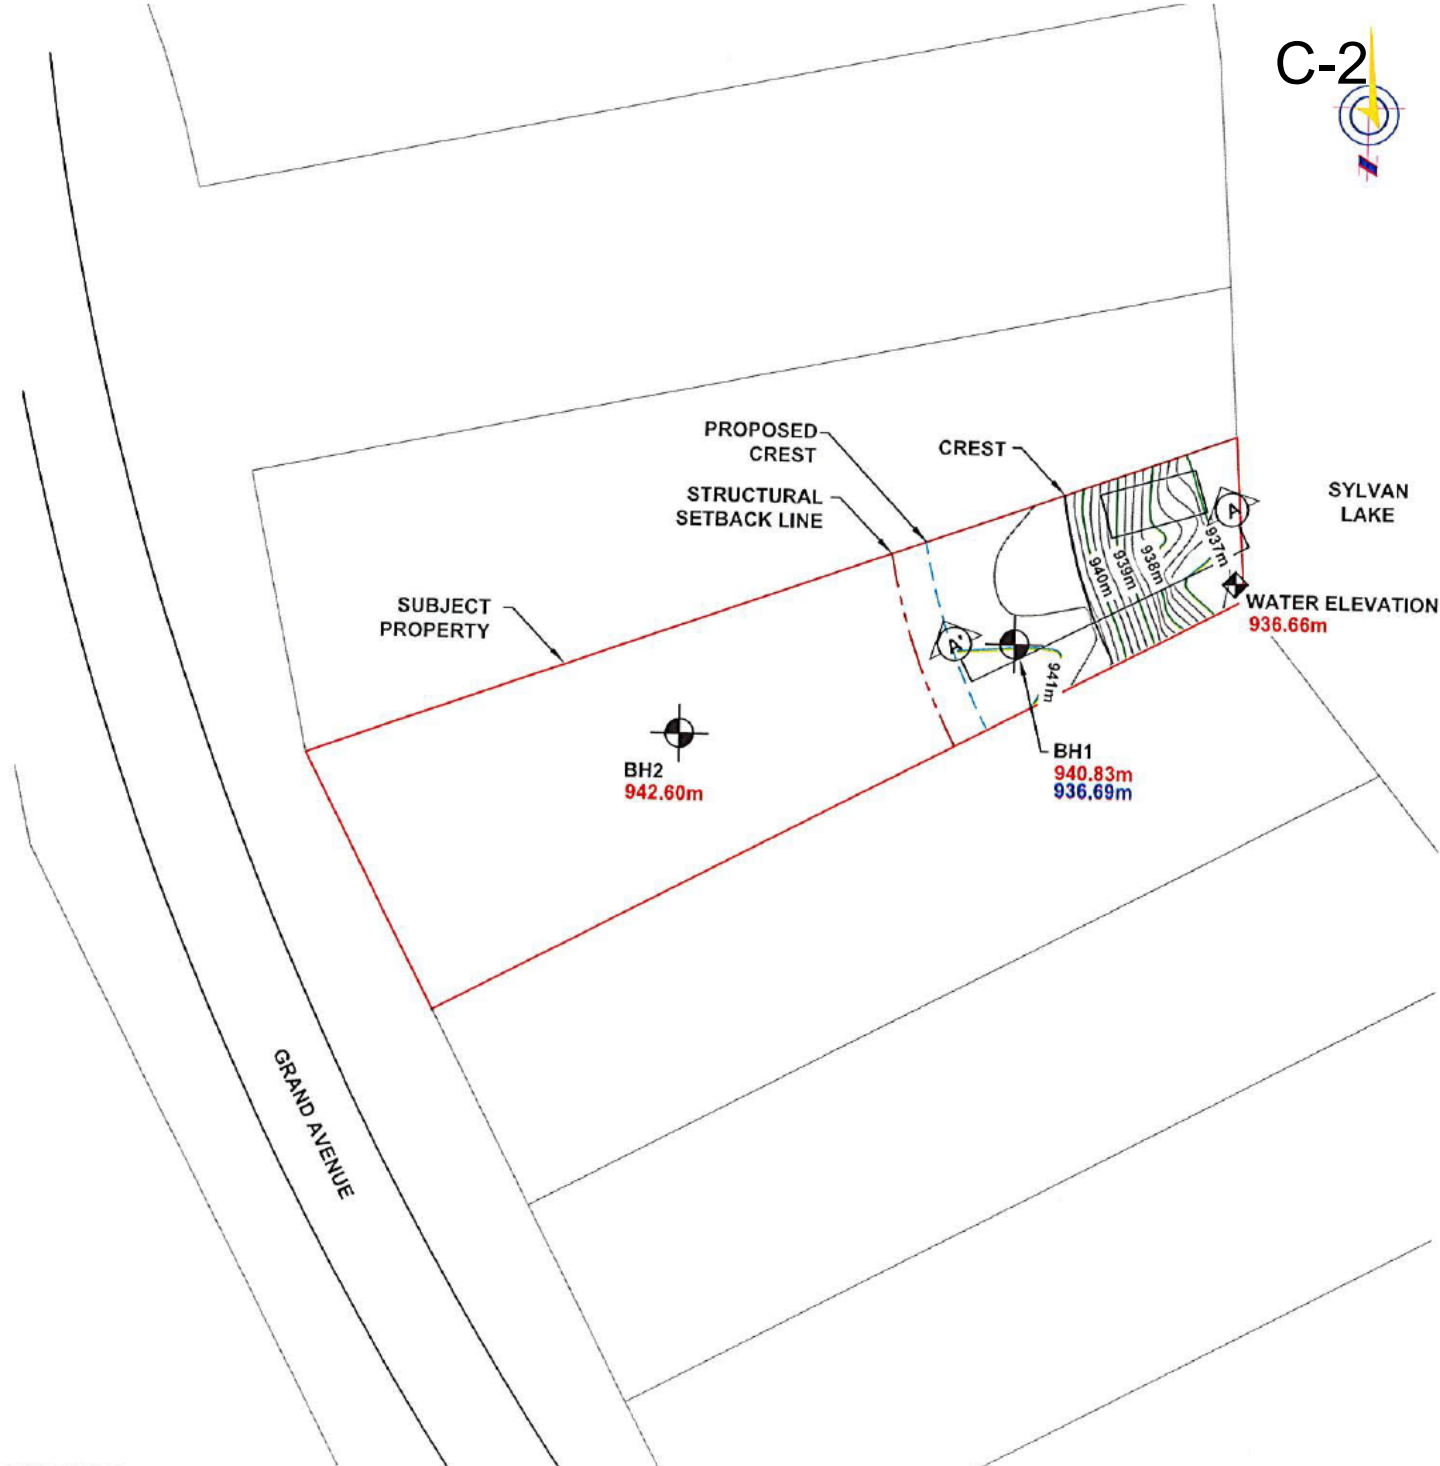 C-2
N
PROPOSED
CREST
CREST
STRUCTURAL
SETBACK LINE
SYLVAN
LAKE
A
937m
938m
939m
940m
SUBJECT
PROPERTY
WATER ELEVATION
936.66m
A'
941m
BH1
940.83m
936.69m
BH2
942.60m
GRAND AVENUE